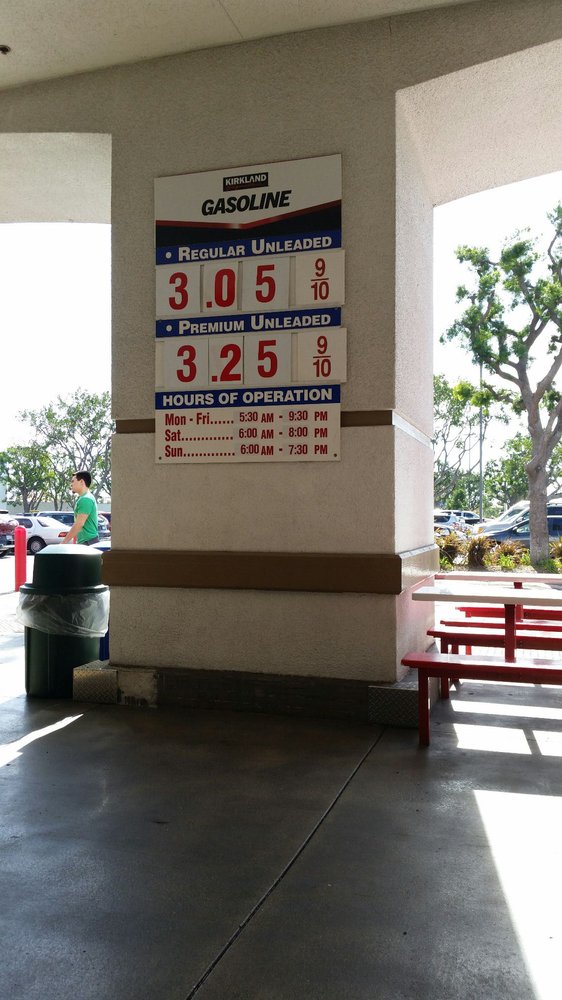 KIRKLAND
GASOLINE
• REGULAR UNLEADED
3.05 9/10
• PREMIUM UNLEADED
3.25 9/10
HOURS OF OPERATION
Mon - Fri...... 5:30 AM - 9:30 PM
Sat............. 6:00 AM - 8:00 PM
Sun............. 6:00 AM - 7:30 PM